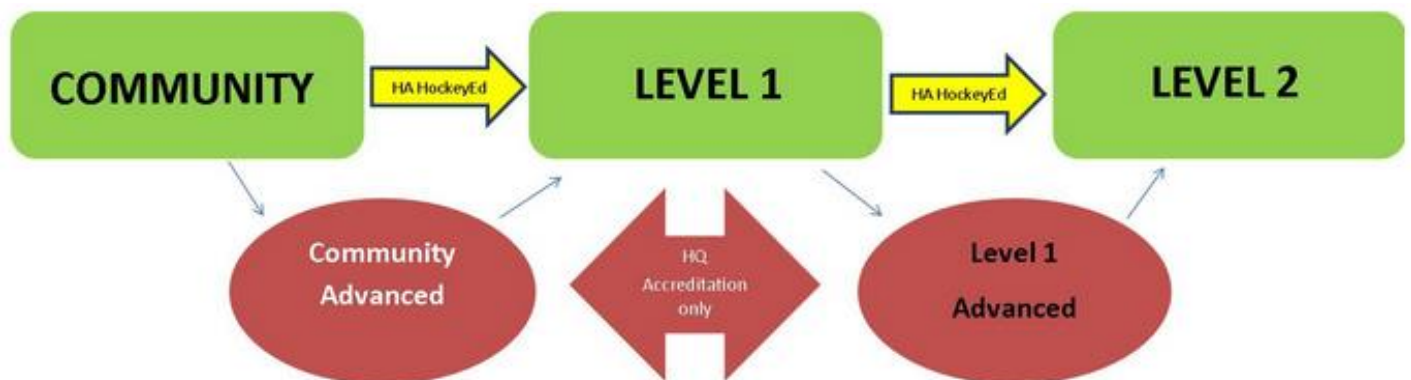 COMMUNITY
HA HockeyEd
LEVEL 1
HA HockeyEd
LEVEL 2
Community
Advanced
HQ
Accreditation
only
Level 1
Advanced